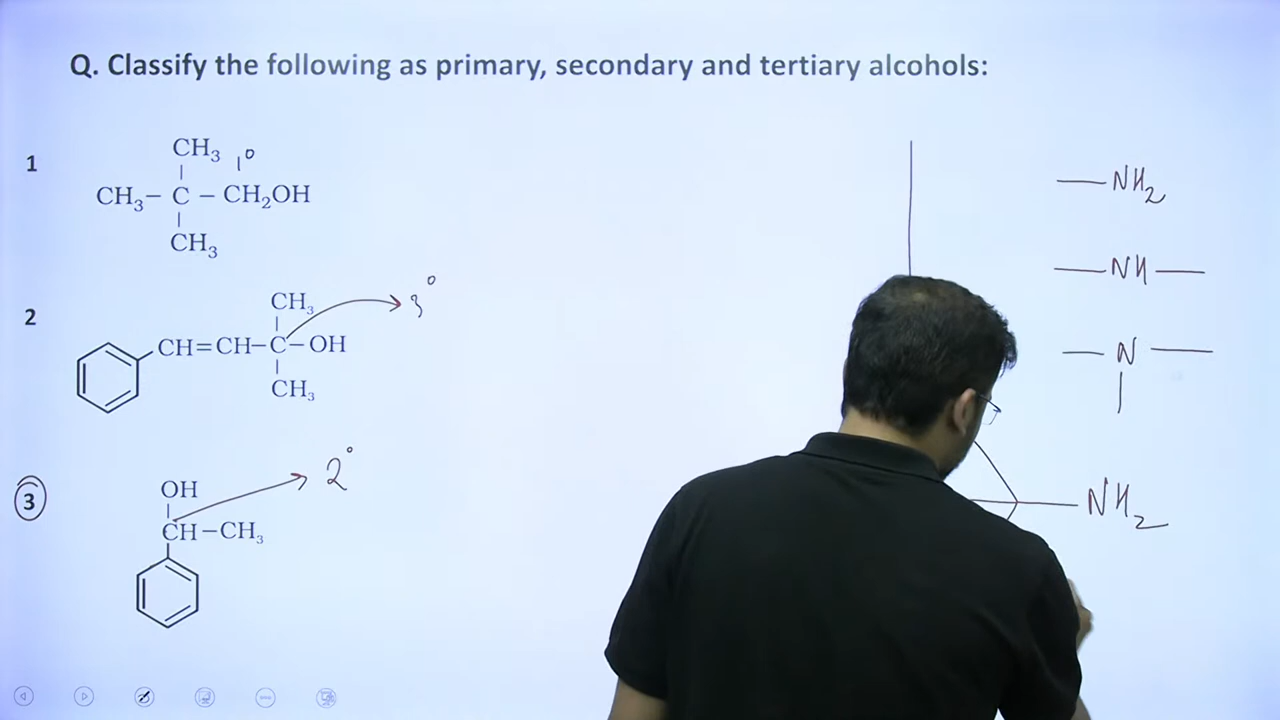 Q. Classify the following as primary, secondary and tertiary alcohols:
1
CH₃ 1°
CH₃– C – CH₂OH
CH₃
2
CH₃ 3°
CH=CH–C–OH
CH₃
3
OH 2°
CH–CH₃
—NH₂
—NH—
—N—
—NH₂